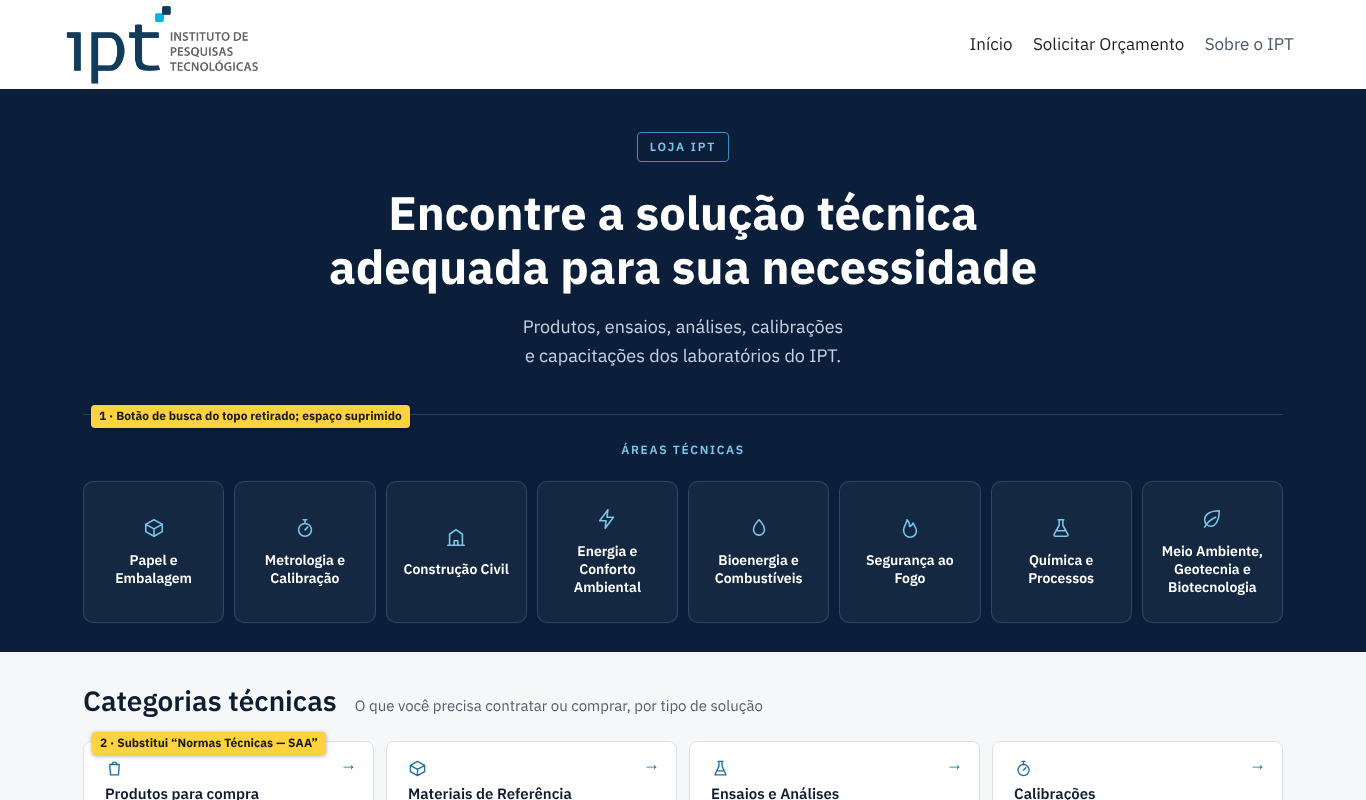 ipt
INSTITUTO DE
PESQUISAS
TECNOLÓGICAS
Início Solicitar Orçamento Sobre o IPT
LOJA IPT
Encontre a solução técnica
adequada para sua necessidade
Produtos, ensaios, análises, calibrações
e capacitações dos laboratórios do IPT.
1 · Botão de busca do topo retirado; espaço suprimido
ÁREAS TÉCNICAS
Papel e
Embalagem
Metrologia e
Calibração
Construção Civil
Energia e
Conforto
Ambiental
Bioenergia e
Combustíveis
Segurança ao
Fogo
Química e
Processos
Meio Ambiente,
Geotecnia e
Biotecnologia
Categorias técnicas O que você precisa contratar ou comprar, por tipo de solução
2 · Substitui “Normas Técnicas — SAA”
→ → → →
Produtos para compra
Materiais de Referência
Ensaios e Análises
Calibrações